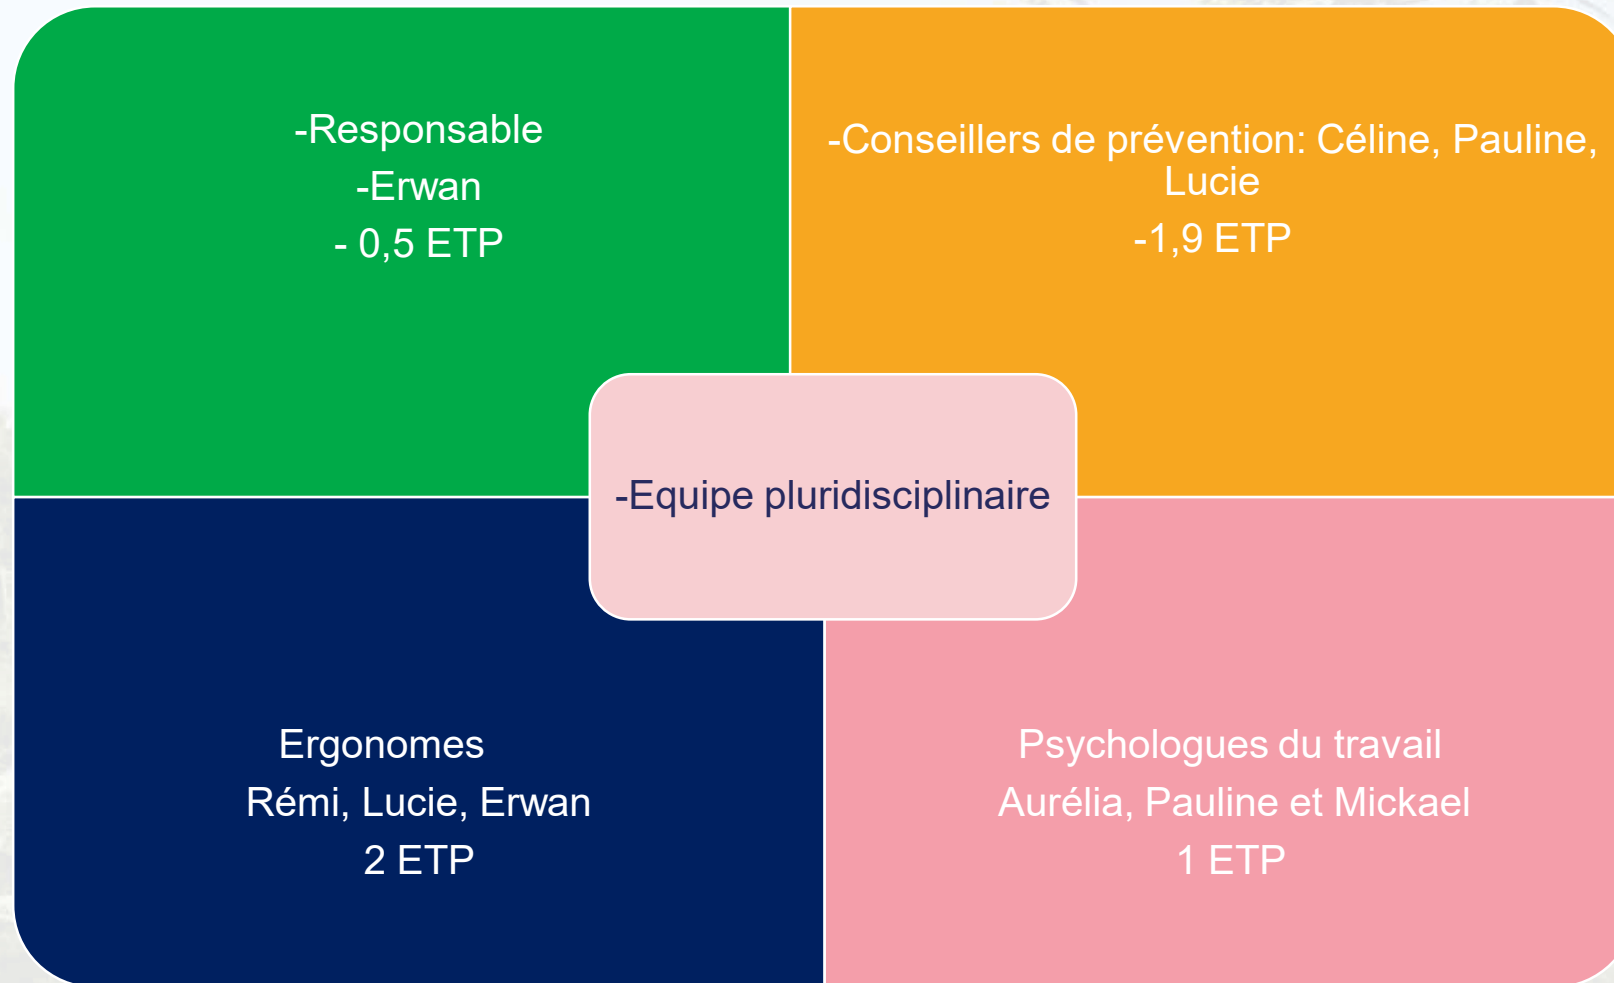 -Responsable
-Erwan
- 0,5 ETP
-Conseillers de prévention: Céline, Pauline,
Lucie
-1,9 ETP
-Equipe pluridisciplinaire
Ergonomes
Rémi, Lucie, Erwan
2 ETP
Psychologues du travail
Aurélia, Pauline et Mickael
1 ETP